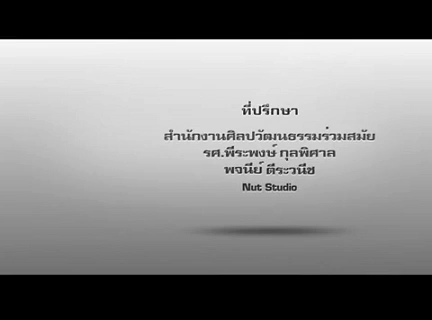 ที่ปรึกษา
สำนักงานศิลปวัฒนธรรมร่วมสมัย
รศ.พีระพงษ์ กุลพิศาล
พจนีย์ ตีระวนิช
Nut Studio